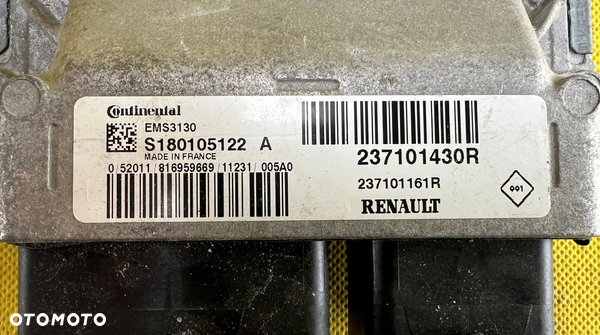 Continental
EMS3130
S180105122 A
MADE IN FRANCE
0 52011 816959669 11231 005A0
237101430R
237101161R
RENAULT
001
OTOMOTO